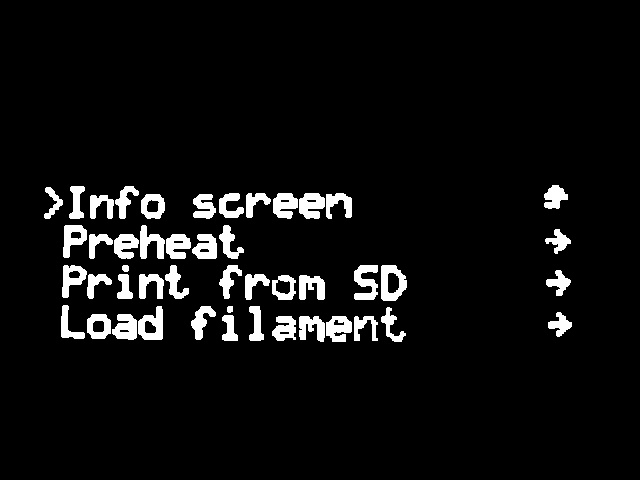 >Info screen
Preheat →
Print from SD →
Load filament →